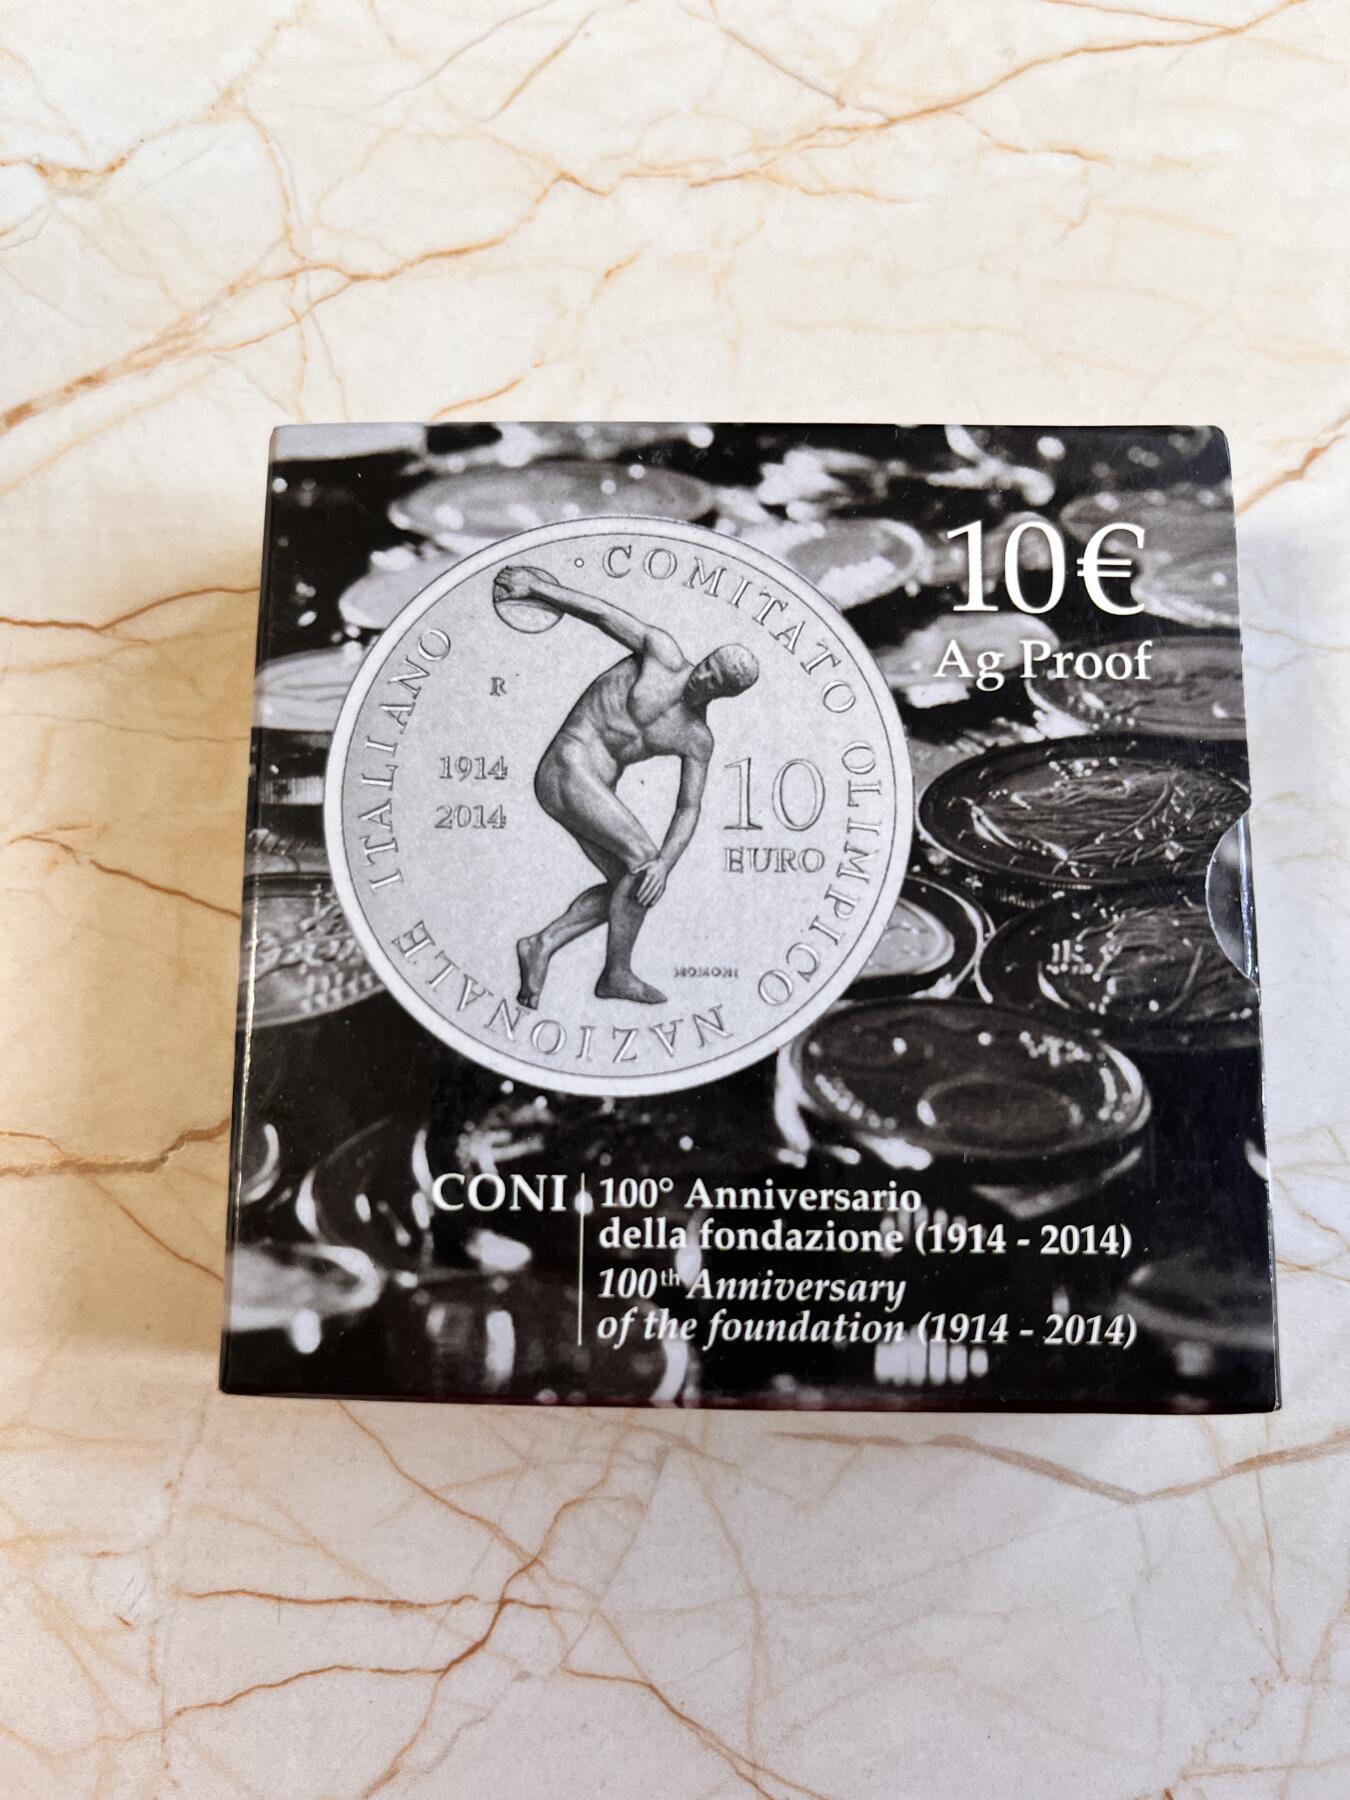 10€
Ag Proof
· COMITATO OLIMPICO NAZIONALE ITALIANO
R
1914
2014
10
EURO
MOMONI
CONI
100° Anniversario
della fondazione (1914 - 2014)
100th Anniversary
of the foundation (1914 - 2014)